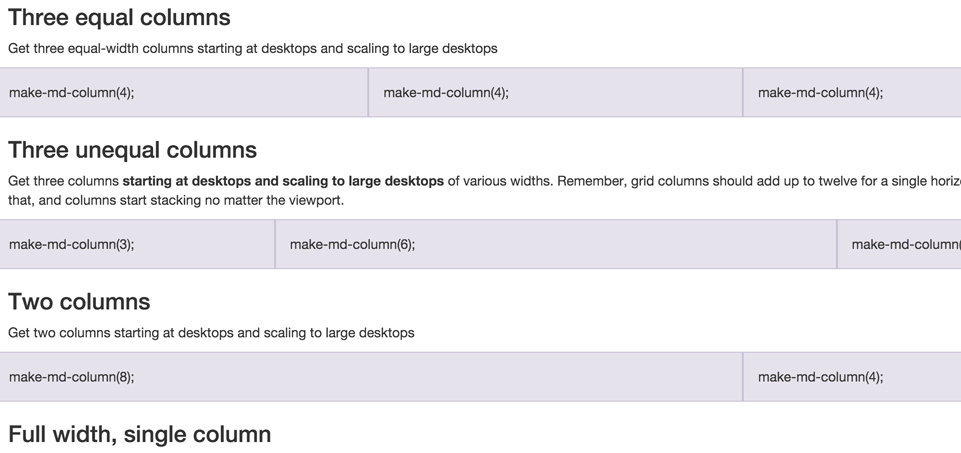 Three equal columns
Get three equal-width columns starting at desktops and scaling to large desktops
make-md-column(4); make-md-column(4); make-md-column(4);
Three unequal columns
Get three columns starting at desktops and scaling to large desktops of various widths. Remember, grid columns should add up to twelve for a single
that, and columns start stacking no matter the viewport.
make-md-column(3); make-md-column(6); make-md-column(
Two columns
Get two columns starting at desktops and scaling to large desktops
make-md-column(8); make-md-column(4);
Full width, single column